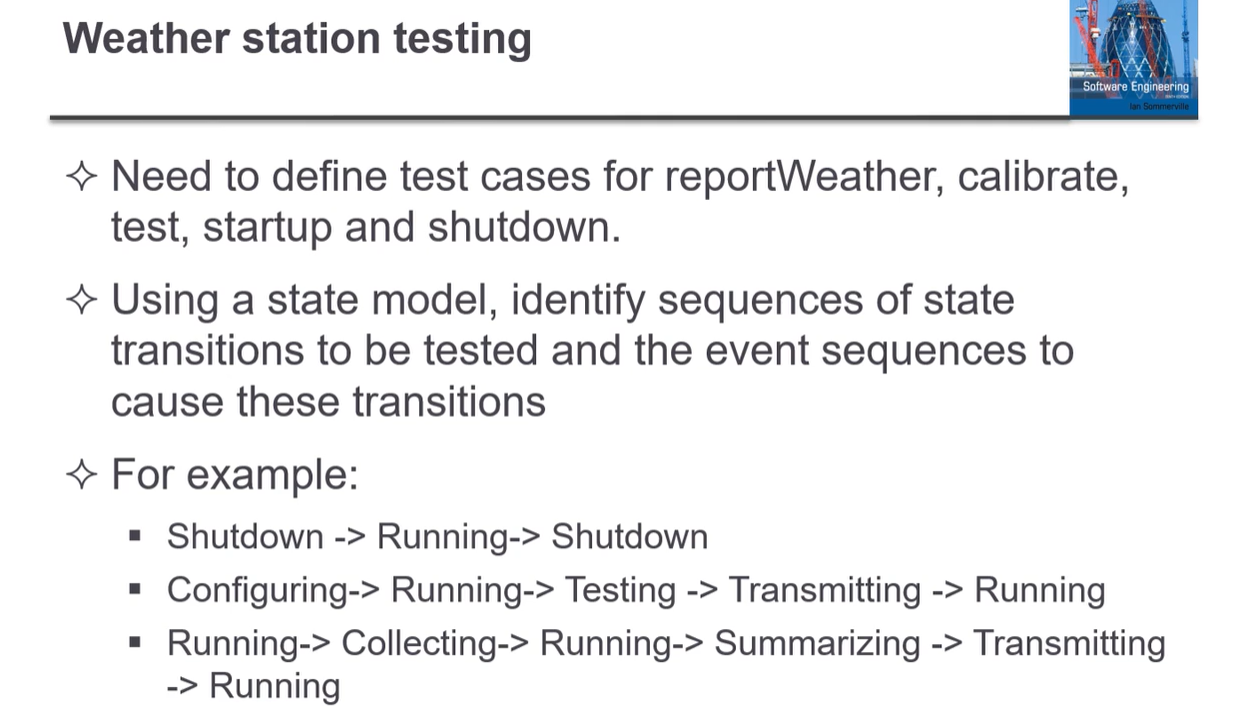 Weather station testing
Software Engineering
Ian Sommerville
✧ Need to define test cases for reportWeather, calibrate,
test, startup and shutdown.
✧ Using a state model, identify sequences of state
transitions to be tested and the event sequences to
cause these transitions
✧ For example:
▪ Shutdown -> Running-> Shutdown
▪ Configuring-> Running-> Testing -> Transmitting -> Running
▪ Running-> Collecting-> Running-> Summarizing -> Transmitting
-> Running